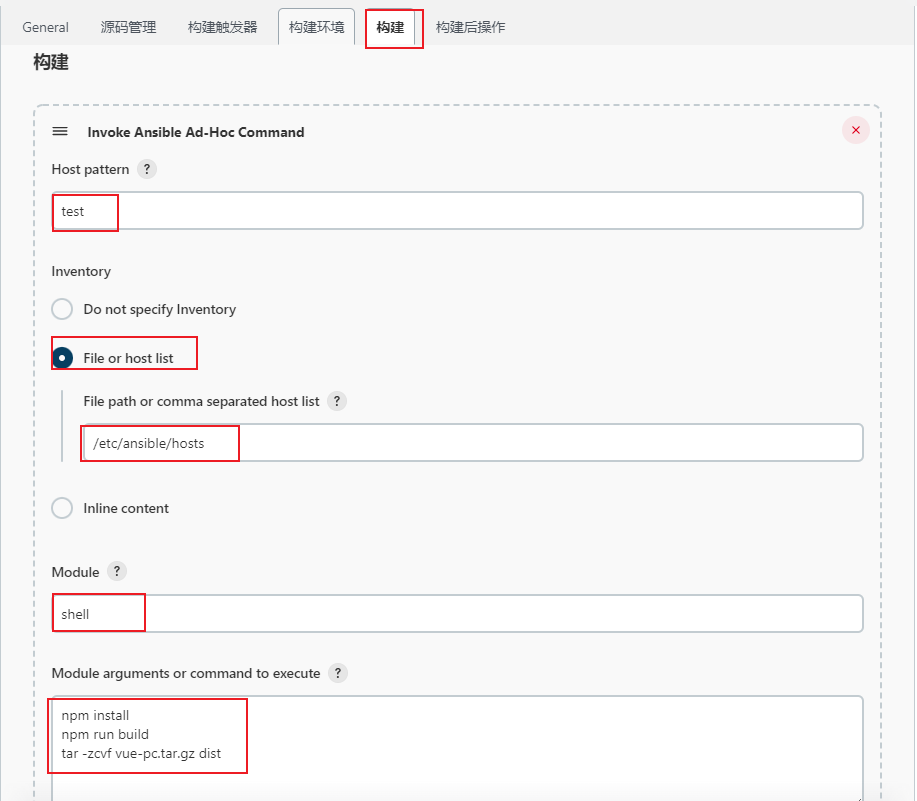 General 源码管理 构建触发器 构建环境 构建 构建后操作
构建
Invoke Ansible Ad-Hoc Command
Host pattern ?
test
Inventory
Do not specify Inventory
File or host list
File path or comma separated host list ?
/etc/ansible/hosts
Inline content
Module ?
shell
Module arguments or command to execute ?
npm install
npm run build
tar -zcvf vue-pc.tar.gz dist